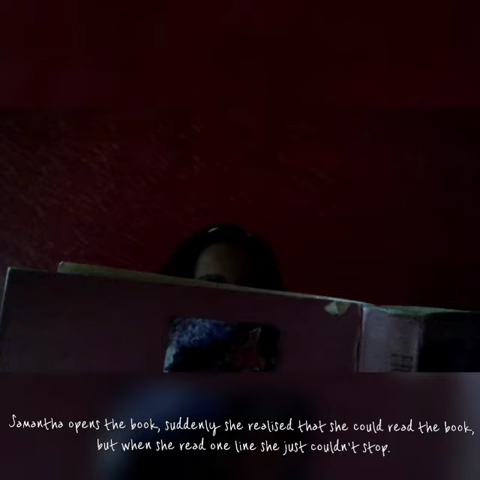 Samantha opens the book, suddenly she realised that she could read the book,
but when she read one line she just couldn't stop.